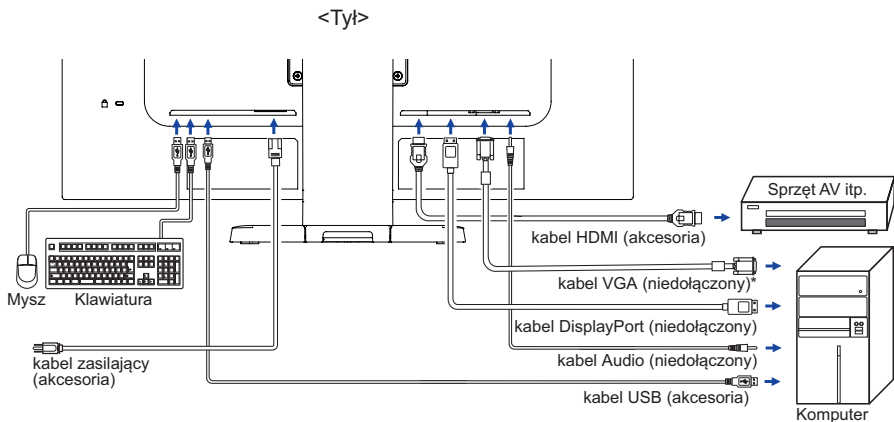 <Tył>
Sprzęt AV itp.
kabel HDMI (akcesoria)
kabel VGA (niedołączony)*
Mysz
Klawiatura
kabel DisplayPort (niedołączony)
kabel zasilający
(akcesoria)
kabel Audio (niedołączony)
kabel USB (akcesoria)
Komputer